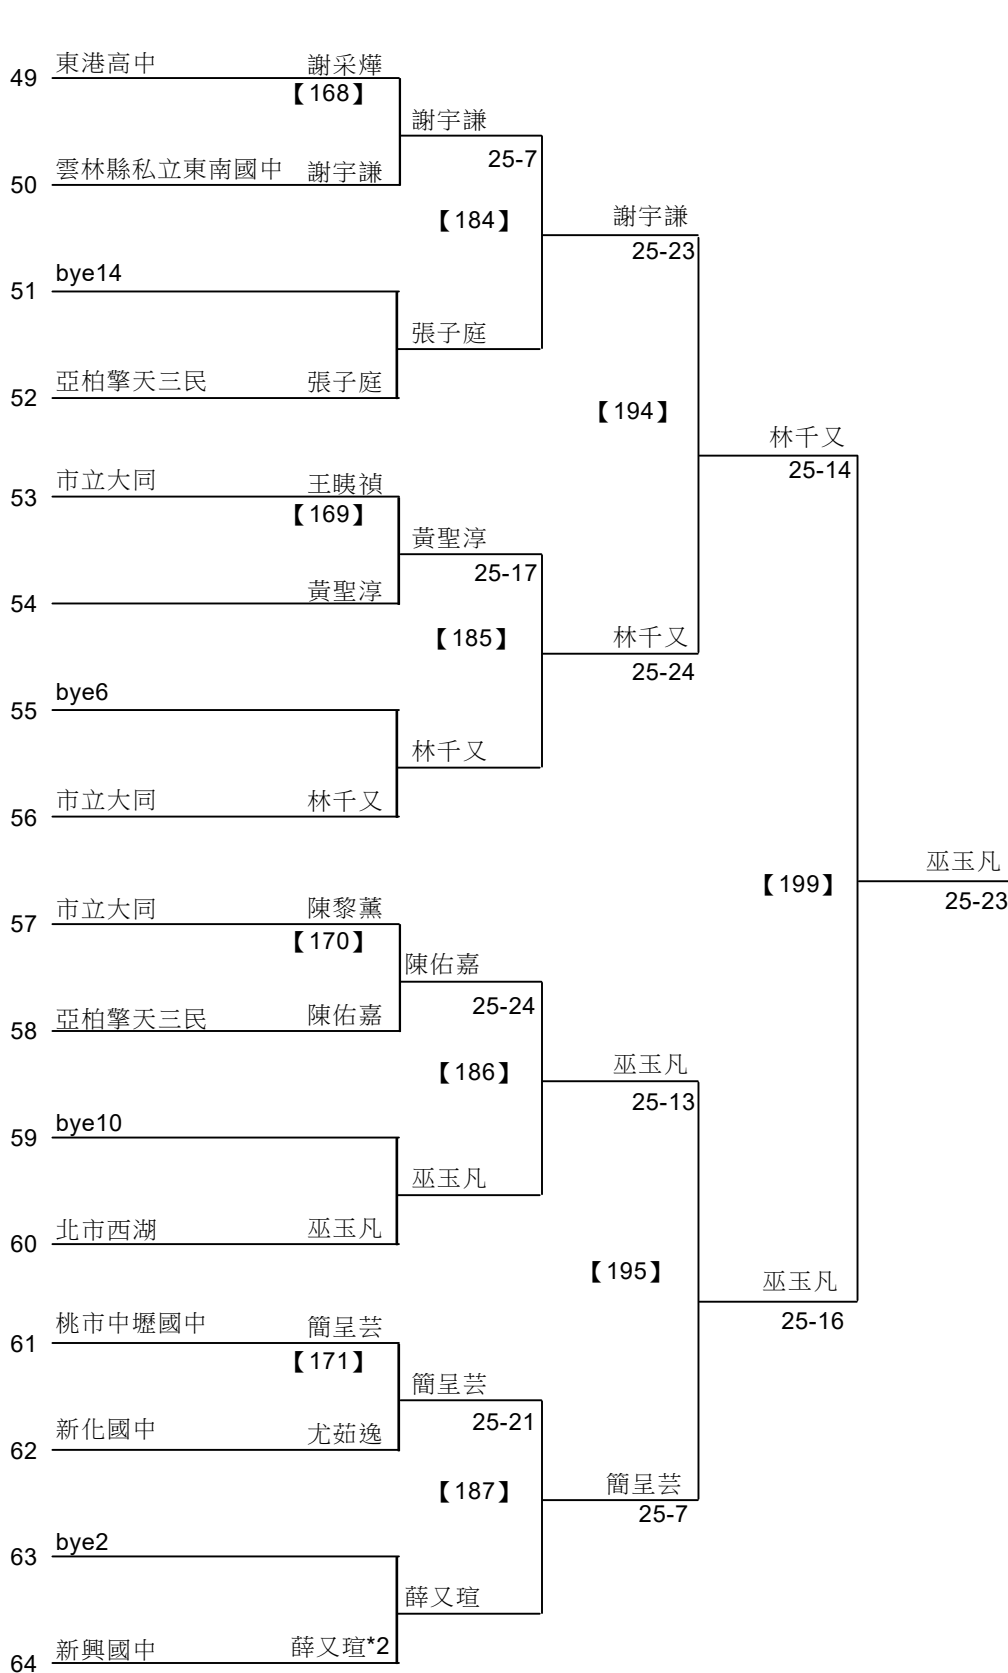 東港高中 謝采燁
49
【168】
謝宇謙
25-7
雲林縣私立東南國中 謝宇謙
50
【184】
謝宇謙
25-23
bye14
51
張子庭
亞柏擎天三民 張子庭
52
【194】
林千又
25-14
市立大同 王瞇禎
53
【169】
黃聖淳
25-17
黃聖淳
54
【185】
林千又
25-24
bye6
55
林千又
市立大同 林千又
56
【199】
巫玉凡
25-23
市立大同 陳黎薰
57
【170】
陳佑嘉
25-24
亞柏擎天三民 陳佑嘉
58
【186】
巫玉凡
25-13
bye10
59
巫玉凡
北市西湖 巫玉凡
60
【195】
巫玉凡
25-16
桃市中壢國中 簡呈芸
61
【171】
簡呈芸
25-21
新化國中 尤茹逸
62
【187】
簡呈芸
25-7
bye2
63
薛又瑄
新興國中 薛又瑄*2
64